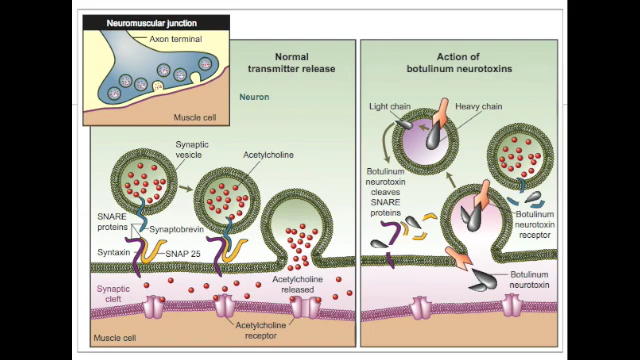 Neuromuscular junction
Axon terminal
Muscle cell
Normal
transmitter release
Neuron
Synaptic
vesicle
Acetylcholine
SNARE
proteins
Synaptobrevin
Syntaxin
SNAP 25
Synaptic
cleft
Acetylcholine
released
Acetylcholine
receptor
Muscle cell
Action of
botulinum neurotoxins
Light chain
Heavy chain
Botulinum
neurotoxin
cleaves
SNARE
proteins
Botulinum
neurotoxin
receptor
Botulinum
neurotoxin